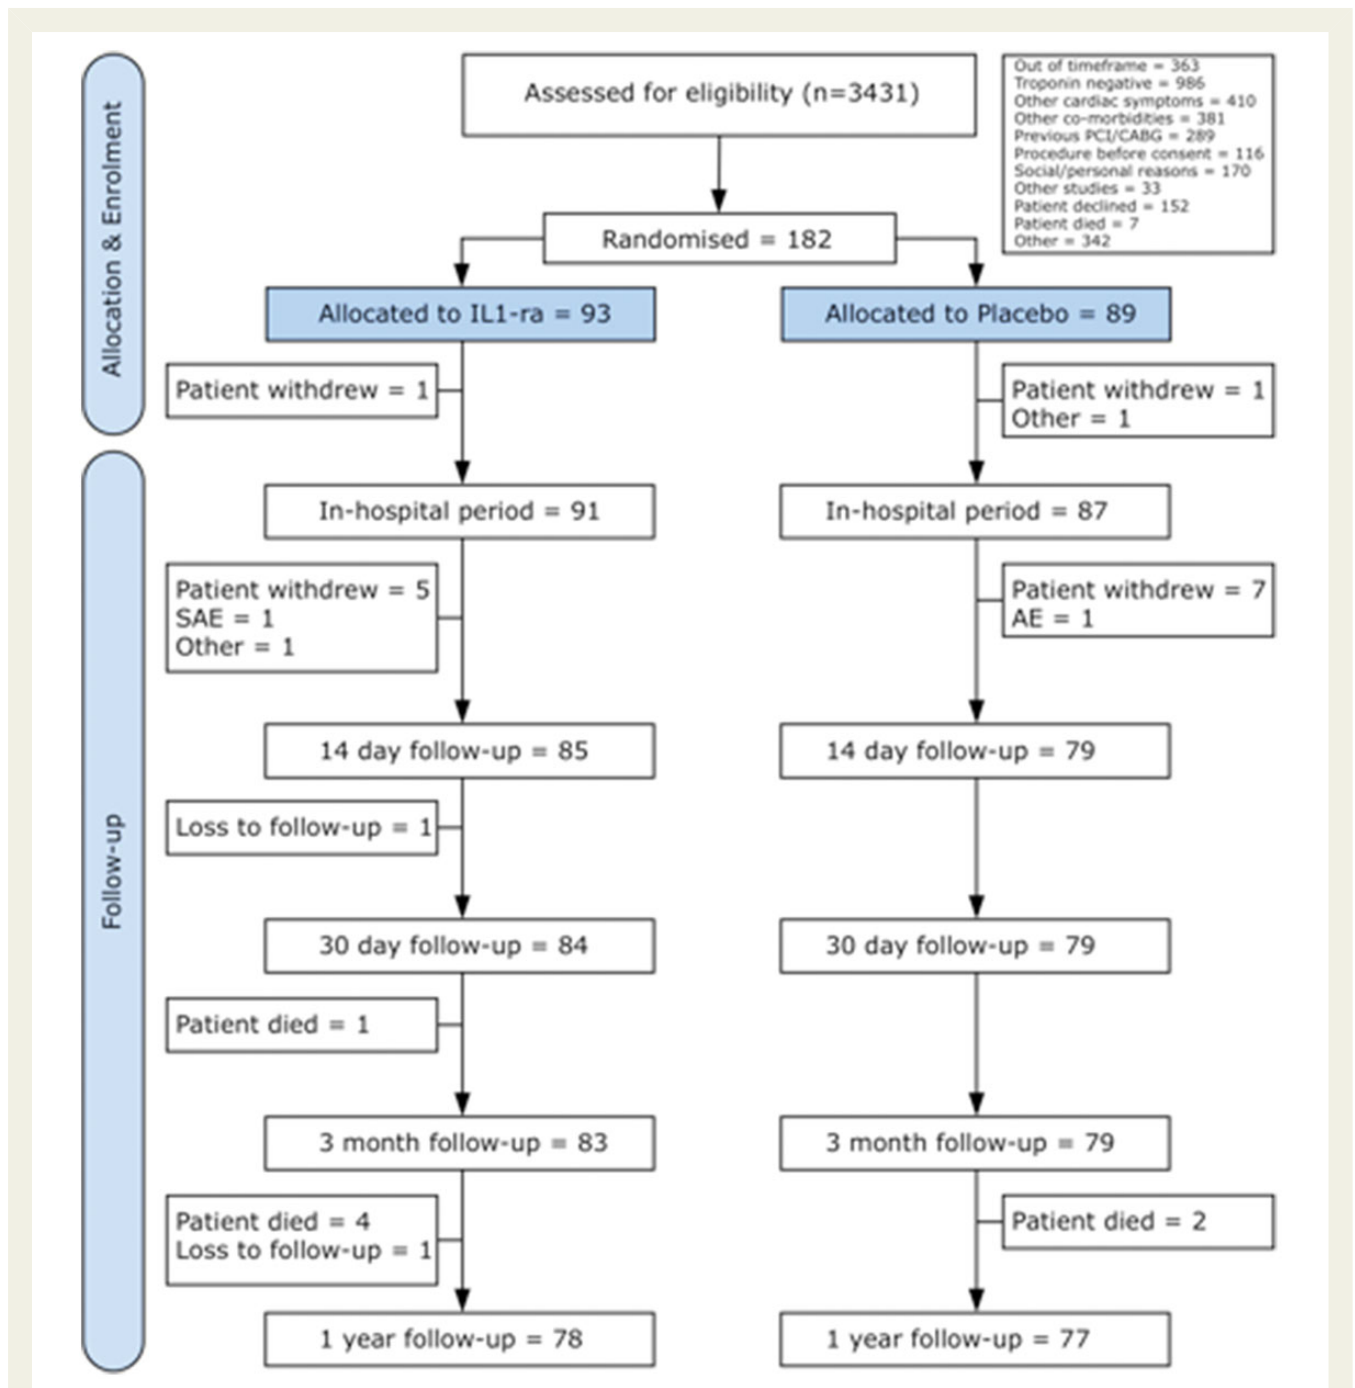 Allocation & Enrolment
Assessed for eligibility (n=3431)
Out of timeframe = 363
Troponin negative = 986
Other cardiac symptoms = 410
Other co-morbidities = 381
Previous PCI/CABG = 289
Procedure before consent = 116
Social/personal reasons = 170
Other studies = 33
Patient declined = 152
Patient died = 7
Other = 342
Randomised = 182
Allocated to IL1-ra = 93
Allocated to Placebo = 89
Patient withdrew = 1
Patient withdrew = 1
Other = 1
Follow-up
In-hospital period = 91
In-hospital period = 87
Patient withdrew = 5
SAE = 1
Other = 1
Patient withdrew = 7
AE = 1
14 day follow-up = 85
14 day follow-up = 79
Loss to follow-up = 1
30 day follow-up = 84
30 day follow-up = 79
Patient died = 1
3 month follow-up = 83
3 month follow-up = 79
Patient died = 4
Loss to follow-up = 1
Patient died = 2
1 year follow-up = 78
1 year follow-up = 77